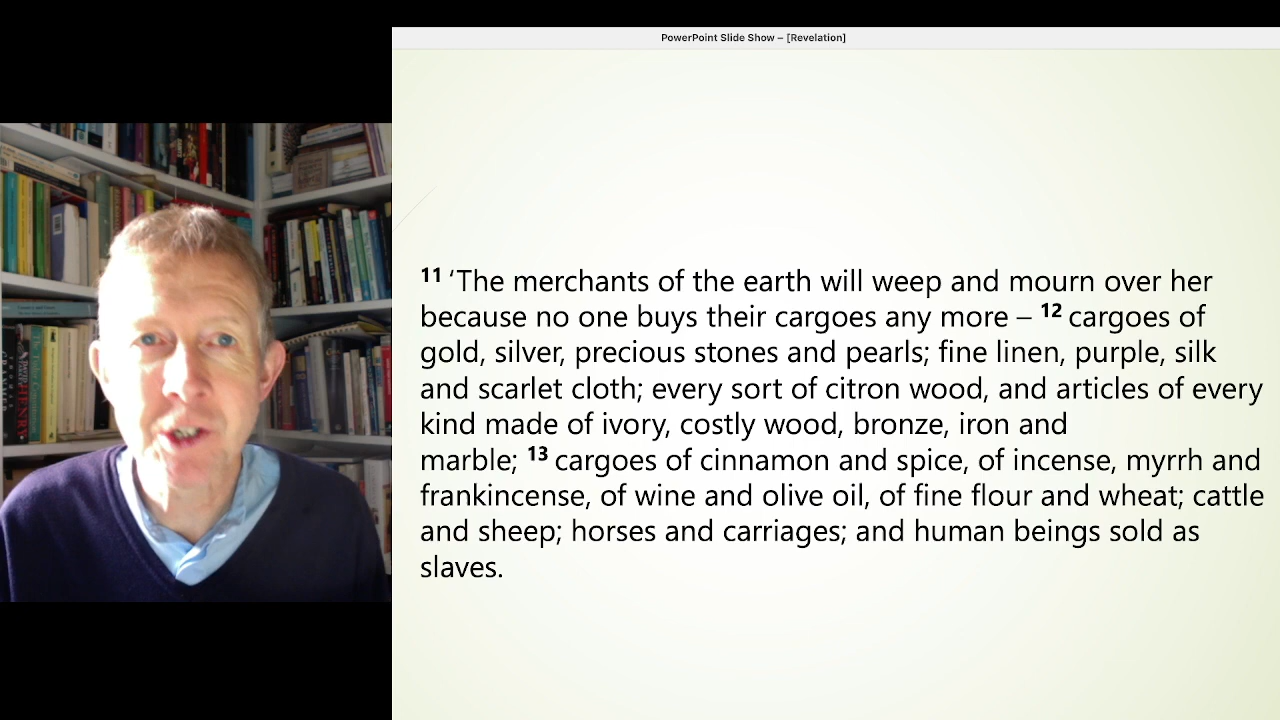 PowerPoint Slide Show – [Revelation]
11 ‘The merchants of the earth will weep and mourn over her
because no one buys their cargoes any more – 12 cargoes of
gold, silver, precious stones and pearls; fine linen, purple, silk
and scarlet cloth; every sort of citron wood, and articles of every
kind made of ivory, costly wood, bronze, iron and
marble; 13 cargoes of cinnamon and spice, of incense, myrrh and
frankincense, of wine and olive oil, of fine flour and wheat; cattle
and sheep; horses and carriages; and human beings sold as
slaves.
HENRY